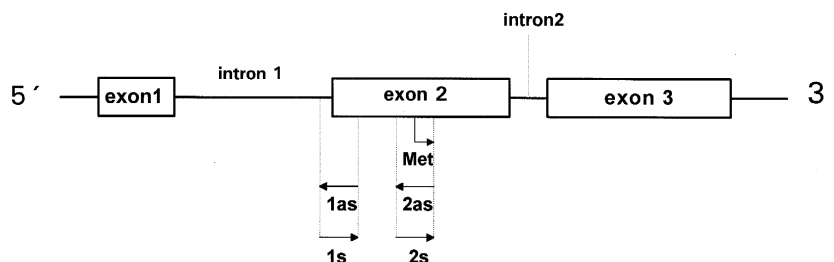 intron2
intron 1
5´ exon1 exon 2 exon 3 3
Met
1as 2as
1s 2s